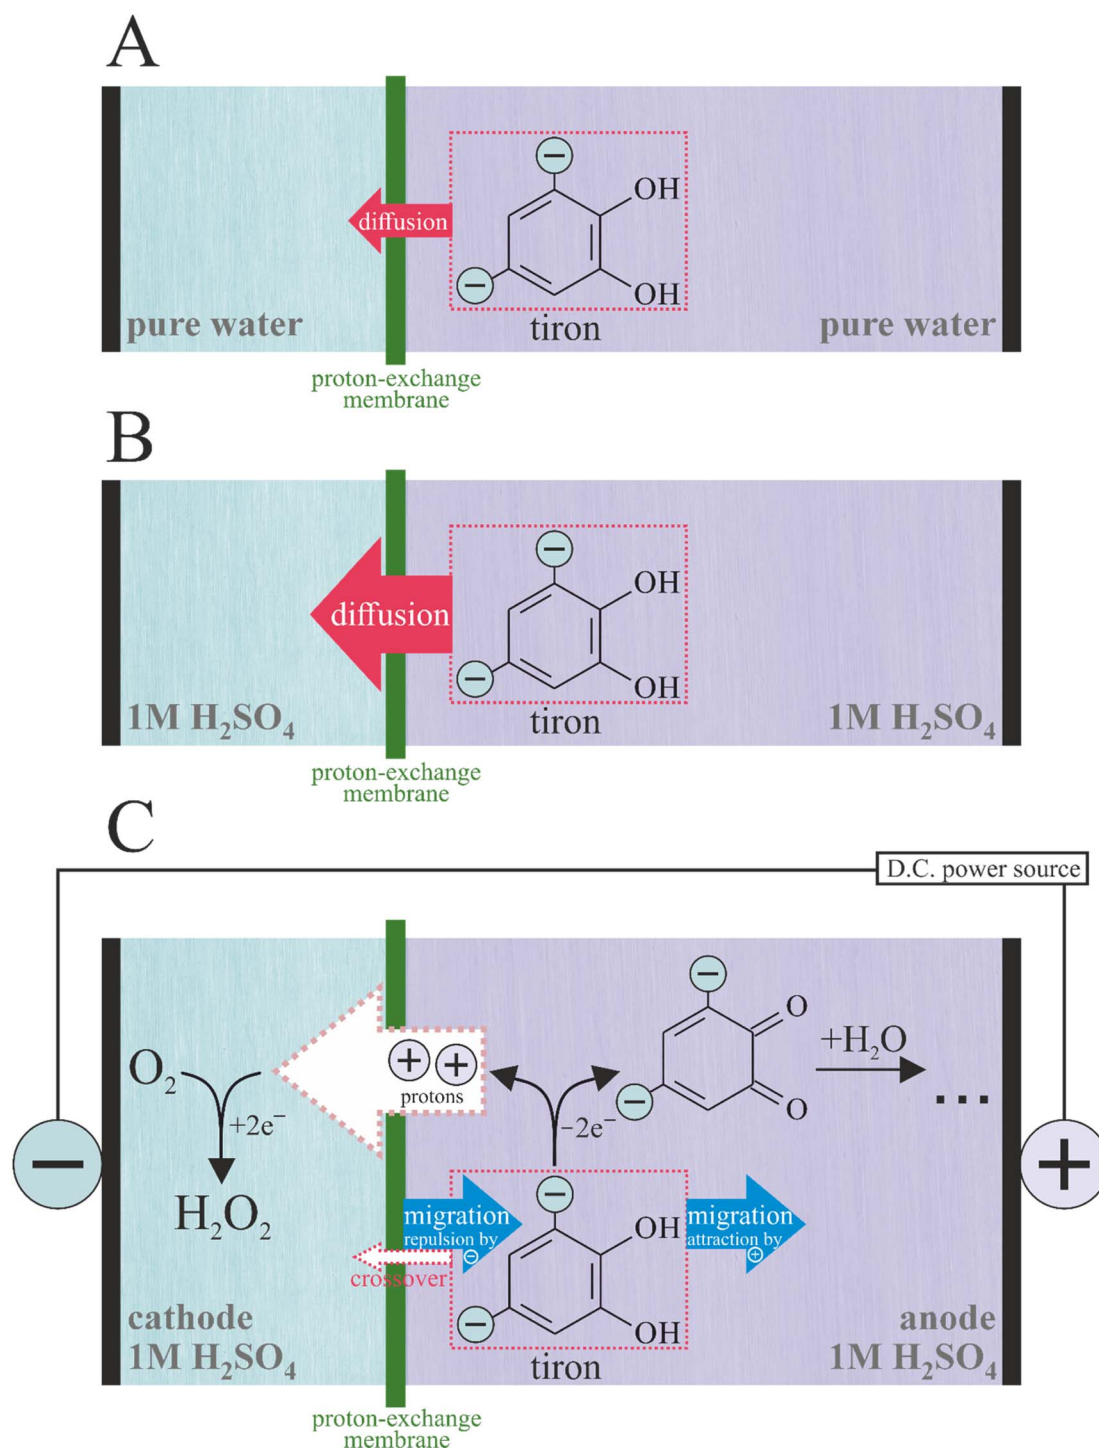 A
−
OH
diffusion
−
OH
pure water
tiron
pure water
proton-exchange
membrane
B
−
OH
diffusion
−
OH
1M H₂SO₄
tiron
1M H₂SO₄
proton-exchange
membrane
C
D.C. power source
−
O
+ +
protons
+H₂O
O₂
−
O
...
+2e⁻
−2e⁻
−
+
H₂O₂
−
migration
repulsion by
−
OH
migration
attraction by
+
crossover
−
OH
cathode
1M H₂SO₄
tiron
anode
1M H₂SO₄
proton-exchange
membrane